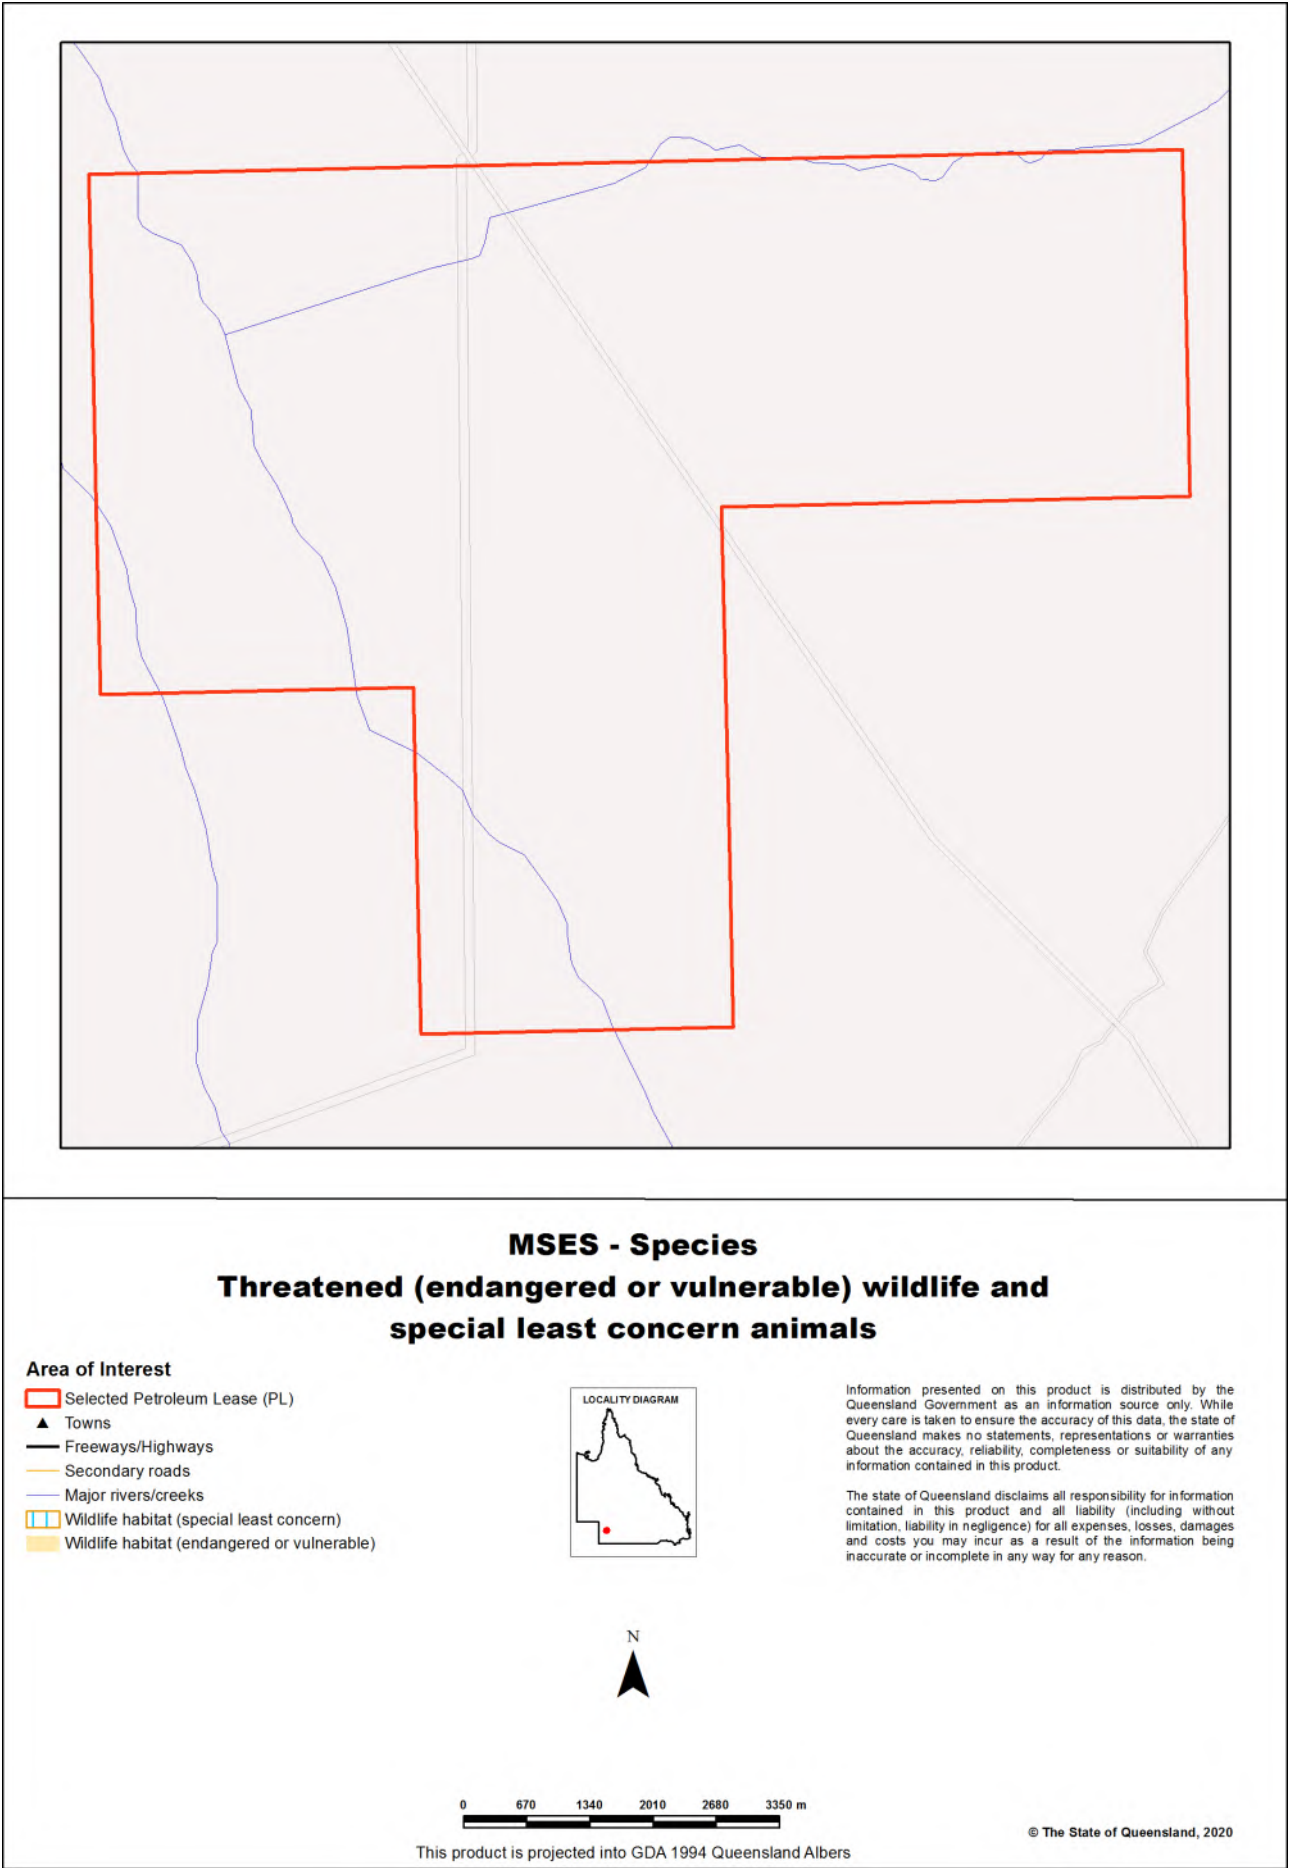 MSES - Species
Threatened (endangered or vulnerable) wildlife and
special least concern animals
Area of Interest
Selected Petroleum Lease (PL)
Towns
Freeways/Highways
Secondary roads
Major rivers/creeks
Wildlife habitat (special least concern)
Wildlife habitat (endangered or vulnerable)
LOCALITY DIAGRAM
Information presented on this product is distributed by the
Queensland Government as an information source only. While
every care is taken to ensure the accuracy of this data, the state of
Queensland makes no statements, representations or warranties
about the accuracy, reliability, completeness or suitability of any
information contained in this product.
The state of Queensland disclaims all responsibility for information
contained in this product and all liability (including without
limitation, liability in negligence) for all expenses, losses, damages
and costs you may incur as a result of the information being
inaccurate or incomplete in any way for any reason.
N
0 670 1340 2010 2680 3350 m
This product is projected into GDA 1994 Queensland Albers
© The State of Queensland, 2020